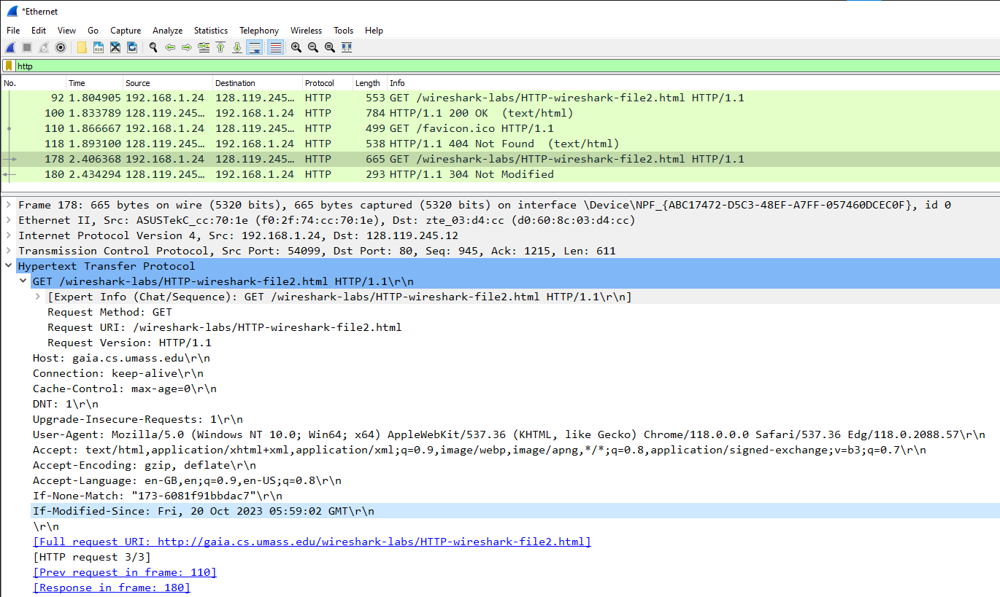 *Ethernet
File Edit View Go Capture Analyze Statistics Telephony Wireless Tools Help
http
No. Time Source Destination Protocol Length Info
92 1.804905 192.168.1.24 128.119.245… HTTP 553 GET /wireshark-labs/HTTP-wireshark-file2.html HTTP/1.1
100 1.833789 128.119.245… 192.168.1.24 HTTP 784 HTTP/1.1 200 OK (text/html)
110 1.866667 192.168.1.24 128.119.245… HTTP 499 GET /favicon.ico HTTP/1.1
118 1.893100 128.119.245… 192.168.1.24 HTTP 538 HTTP/1.1 404 Not Found (text/html)
178 2.406368 192.168.1.24 128.119.245… HTTP 665 GET /wireshark-labs/HTTP-wireshark-file2.html HTTP/1.1
180 2.434294 128.119.245… 192.168.1.24 HTTP 293 HTTP/1.1 304 Not Modified
Frame 178: 665 bytes on wire (5320 bits), 665 bytes captured (5320 bits) on interface \Device\NPF_{ABC17472-D5C3-48EF-A7FF-057460DCEC0F}, id 0
Ethernet II, Src: ASUSTekC_cc:70:1e (f0:2f:74:cc:70:1e), Dst: zte_03:d4:cc (d0:60:8c:03:d4:cc)
Internet Protocol Version 4, Src: 192.168.1.24, Dst: 128.119.245.12
Transmission Control Protocol, Src Port: 54099, Dst Port: 80, Seq: 945, Ack: 1215, Len: 611
Hypertext Transfer Protocol
GET /wireshark-labs/HTTP-wireshark-file2.html HTTP/1.1\r\n
[Expert Info (Chat/Sequence): GET /wireshark-labs/HTTP-wireshark-file2.html HTTP/1.1\r\n]
Request Method: GET
Request URI: /wireshark-labs/HTTP-wireshark-file2.html
Request Version: HTTP/1.1
Host: gaia.cs.umass.edu\r\n
Connection: keep-alive\r\n
Cache-Control: max-age=0\r\n
DNT: 1\r\n
Upgrade-Insecure-Requests: 1\r\n
User-Agent: Mozilla/5.0 (Windows NT 10.0; Win64; x64) AppleWebKit/537.36 (KHTML, like Gecko) Chrome/118.0.0.0 Safari/537.36 Edg/118.0.2088.57\r\n
Accept: text/html,application/xhtml+xml,application/xml;q=0.9,image/webp,image/apng,*/*;q=0.8,application/signed-exchange;v=b3;q=0.7\r\n
Accept-Encoding: gzip, deflate\r\n
Accept-Language: en-GB,en;q=0.9,en-US;q=0.8\r\n
If-None-Match: "173-6081f91bbdac7"\r\n
If-Modified-Since: Fri, 20 Oct 2023 05:59:02 GMT\r\n
\r\n
[Full request URI: http://gaia.cs.umass.edu/wireshark-labs/HTTP-wireshark-file2.html]
[HTTP request 3/3]
[Prev request in frame: 110]
[Response in frame: 180]